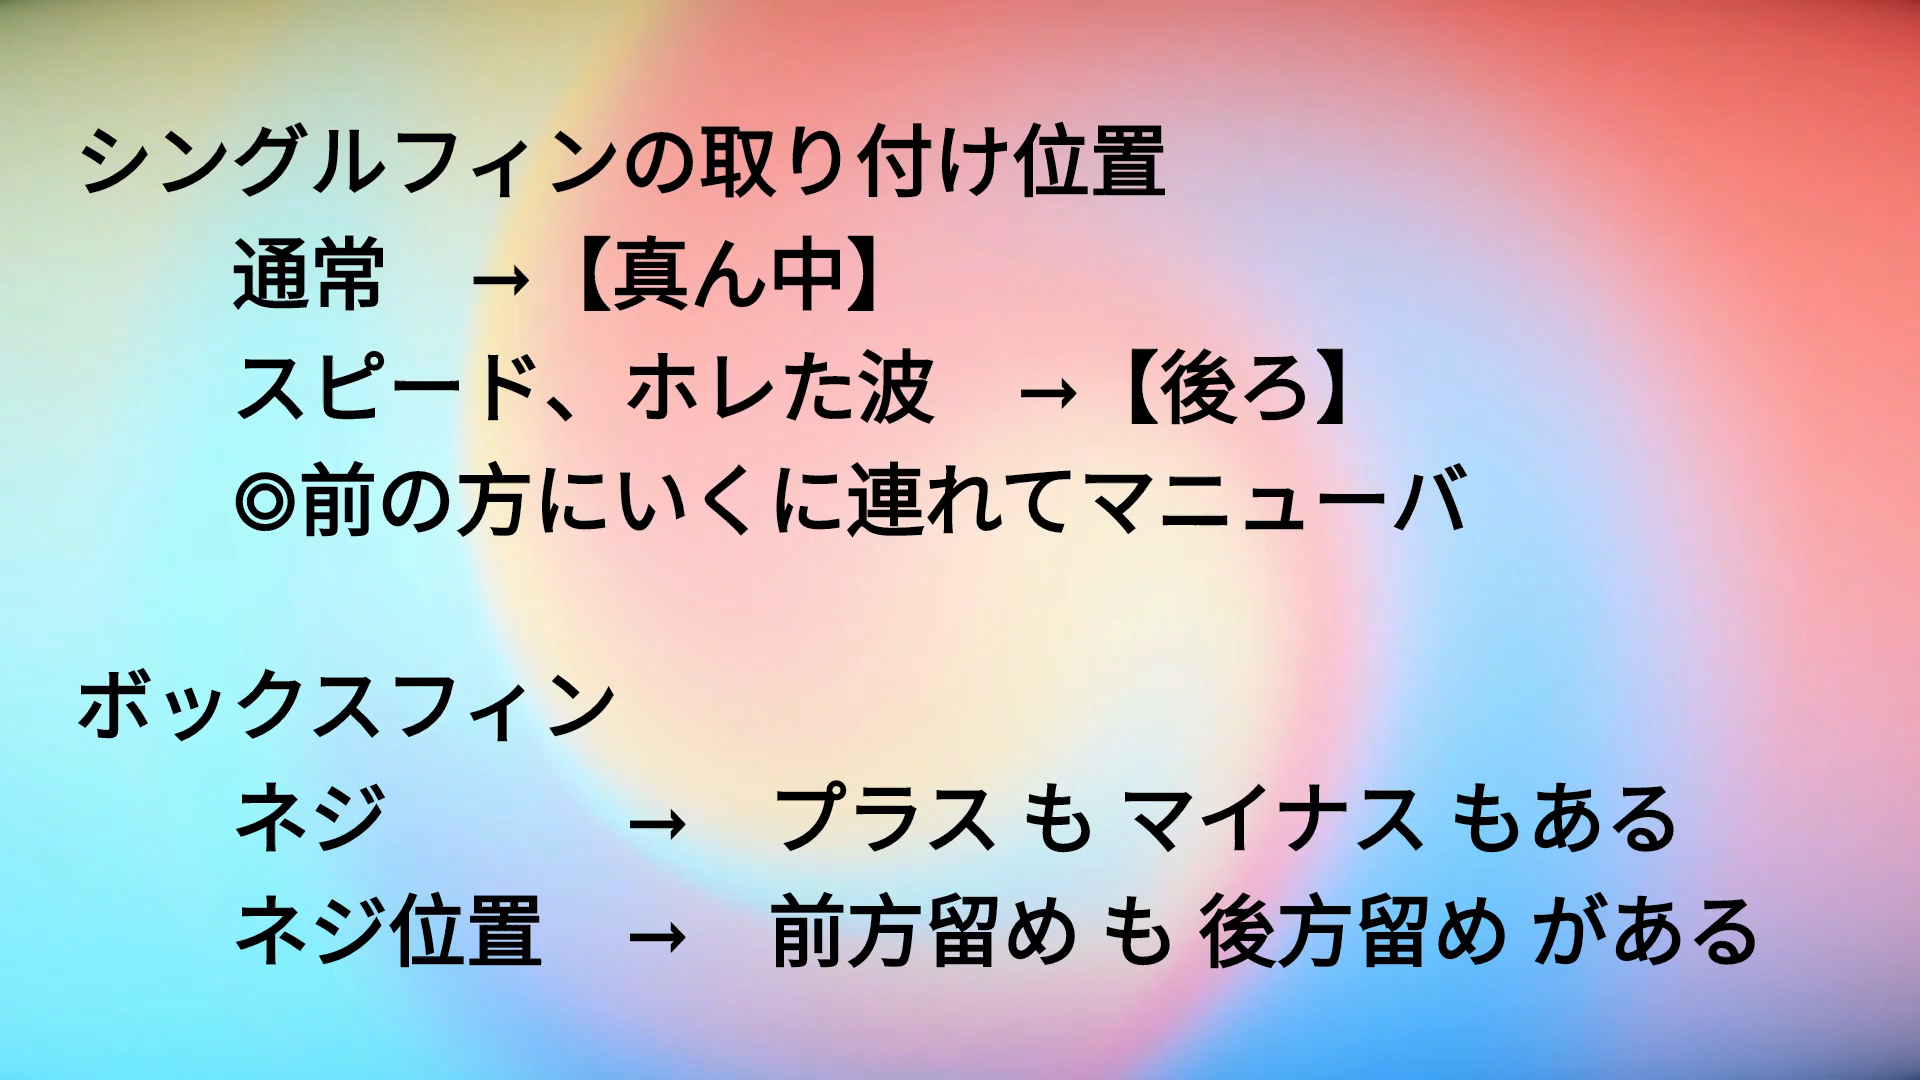 シングルフィンの取り付け位置
通常　→【真ん中】
スピード、ホレた波　→【後ろ】
◎前の方にいくに連れてマニューバ
ボックスフィン
ネジ　　　→　プラス も マイナス もある
ネジ位置　→　前方留め も 後方留め がある